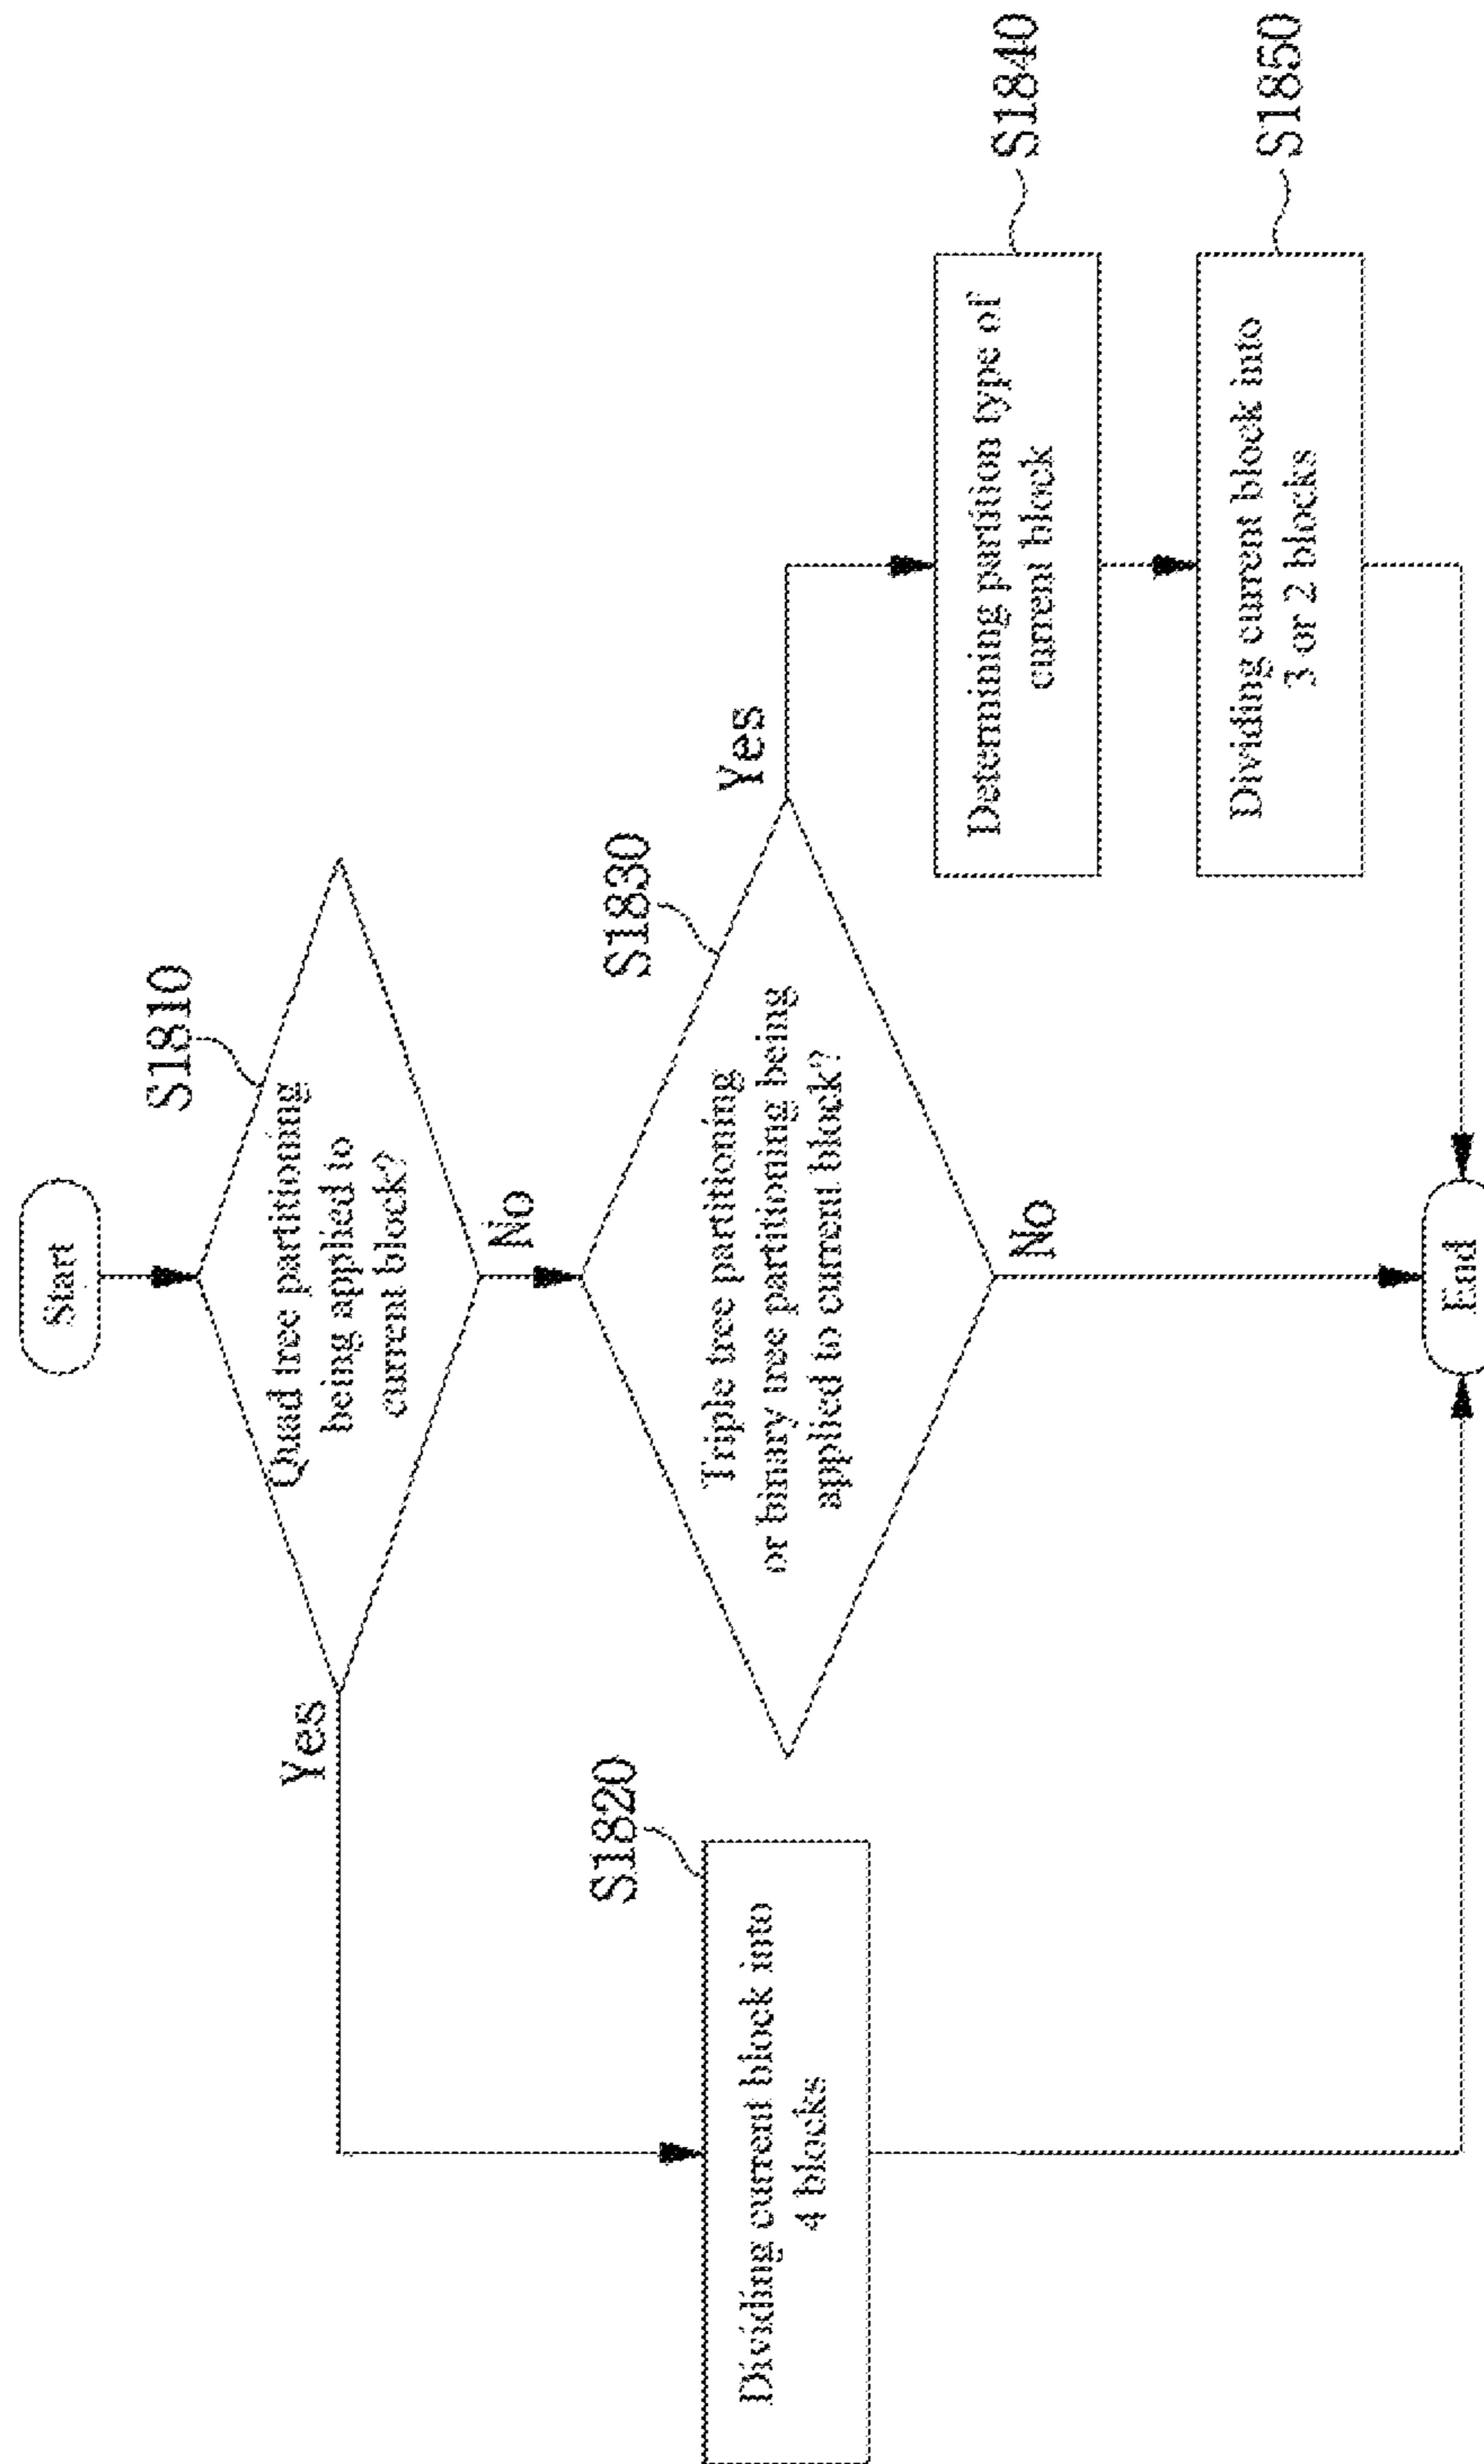 Start
S1810
Quad tree partitioning
being applied to
current block?
Yes
No
S1820
Dividing current block into
4 blocks
S1830
Triple tree partitioning
or binary tree partitioning being
applied to current block?
Yes
No
S1840
Determining partition type of
current block
S1850
Dividing current block into
3 or 2 blocks
End